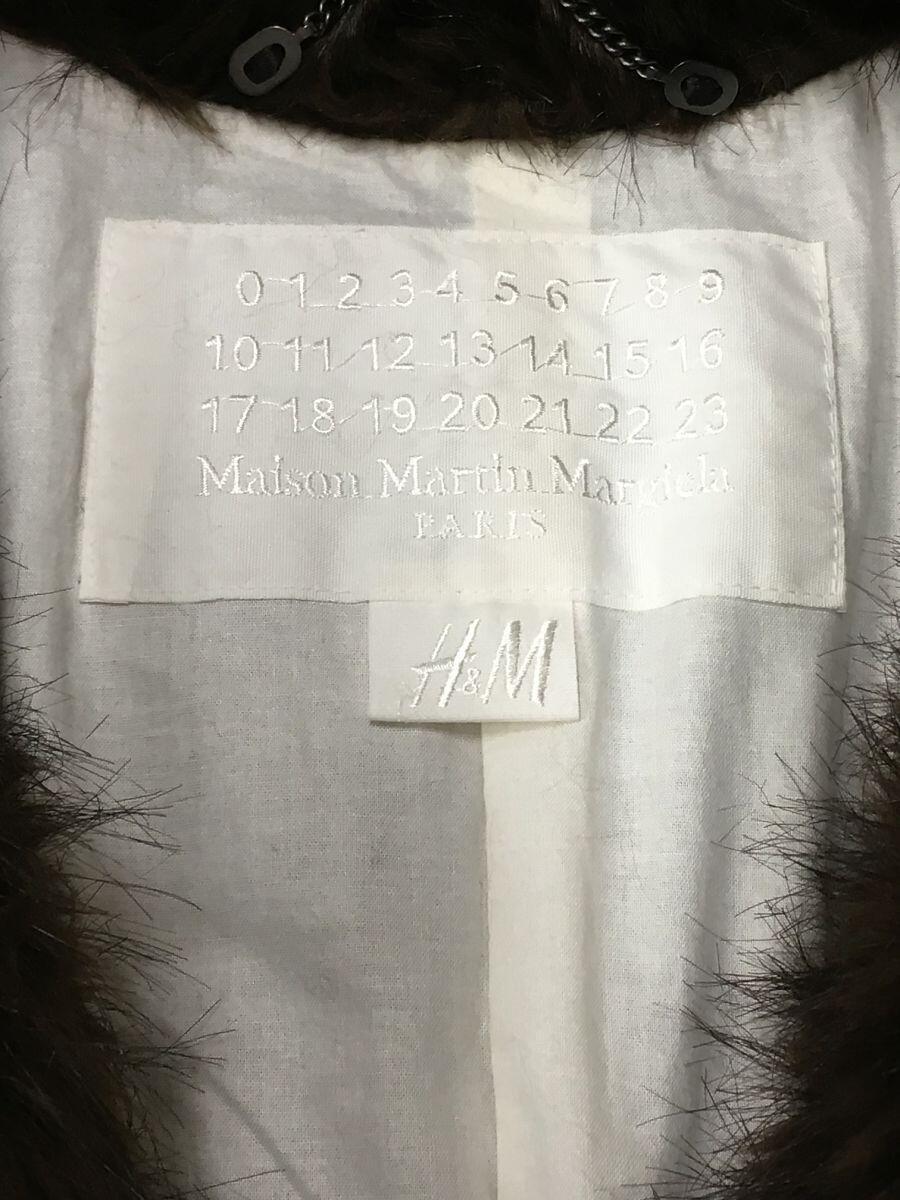 0 1 2 3 4 5 6 7 8 9
10 11 12 13 14 15 16
17 18 19 20 21 22 23
Maison Martin Margiela
PARIS
H&M